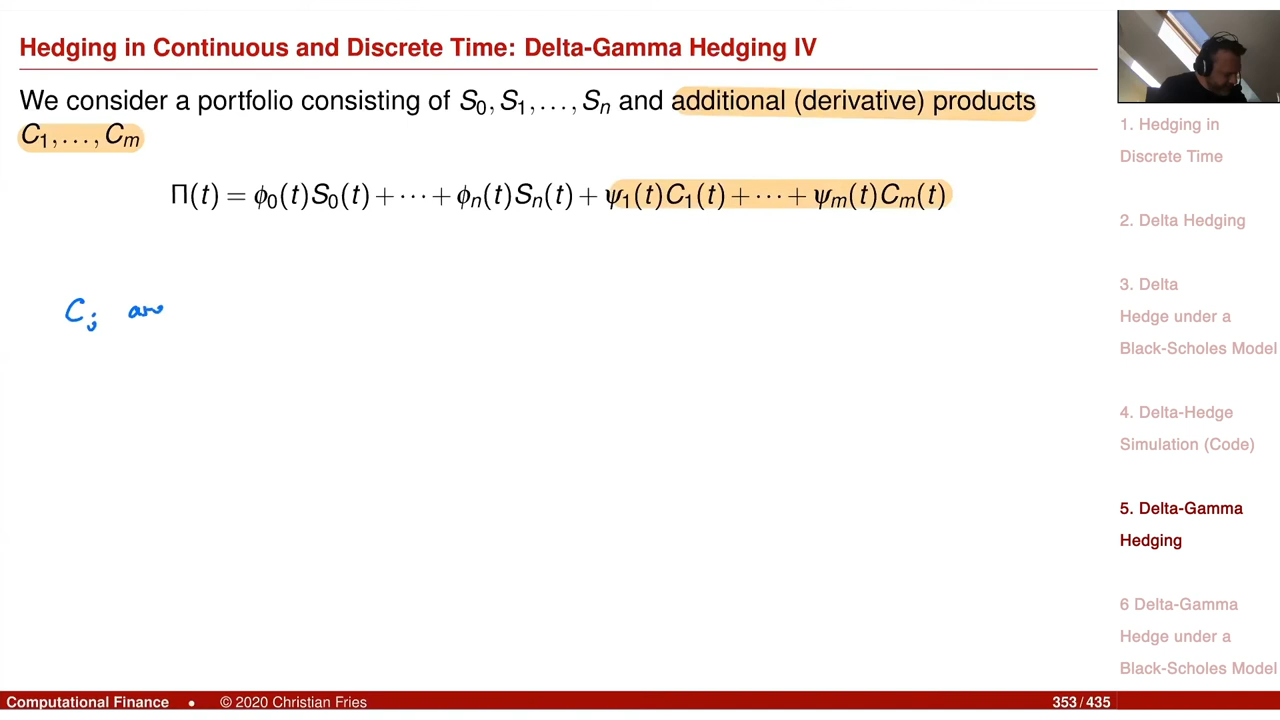 Hedging in Continuous and Discrete Time: Delta-Gamma Hedging IV
We consider a portfolio consisting of S₀, S₁, …, Sₙ and additional (derivative) products
C₁, …, Cₘ
Π(t) = ϕ₀(t)S₀(t) + ⋯ + ϕₙ(t)Sₙ(t) + ψ₁(t)C₁(t) + ⋯ + ψₘ(t)Cₘ(t)
Cⱼ are
1. Hedging in
Discrete Time
2. Delta Hedging
3. Delta
Hedge under a
Black-Scholes Model
4. Delta-Hedge
Simulation (Code)
5. Delta-Gamma
Hedging
6 Delta-Gamma
Hedge under a
Black-Scholes Model
Computational Finance • © 2020 Christian Fries 353 / 435